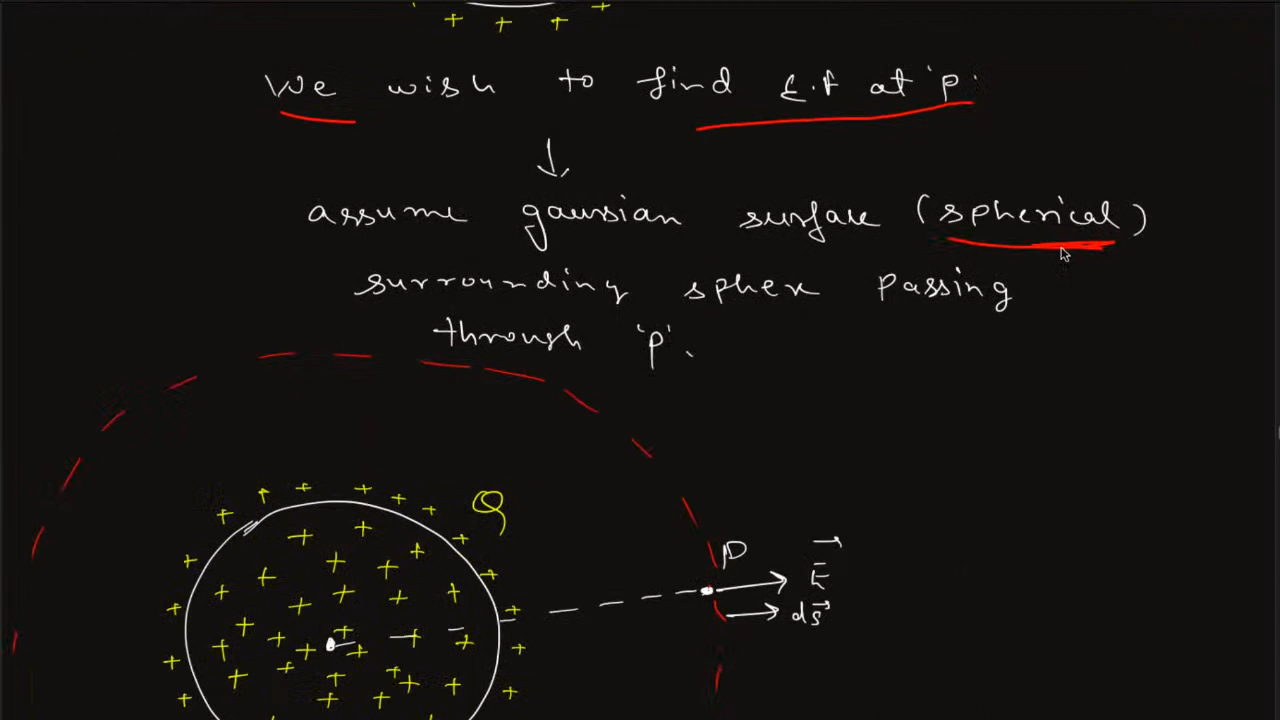 We wish to find E.F at 'p'
assume gaussian surface (spherical)
surrounding sphere passing
through 'p'.
Q
P
E
ds